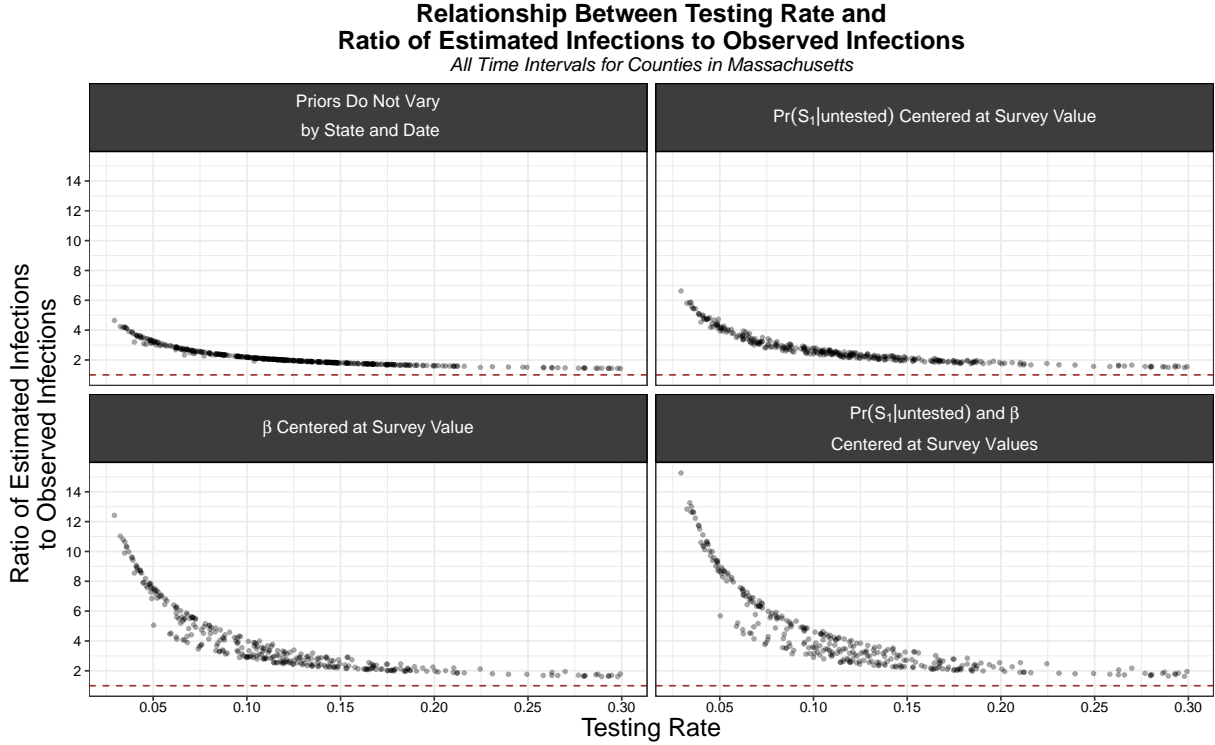 Relationship Between Testing Rate and
Ratio of Estimated Infections to Observed Infections
All Time Intervals for Counties in Massachusetts
Priors Do Not Vary
by State and Date
Pr(S₁|untested) Centered at Survey Value
14
12
10
8
6
4
2
β Centered at Survey Value
Pr(S₁|untested) and β
Centered at Survey Values
14
12
10
8
6
4
2
Ratio of Estimated Infections
to Observed Infections
0.05 0.10 0.15 0.20 0.25 0.30
0.05 0.10 0.15 0.20 0.25 0.30
Testing Rate